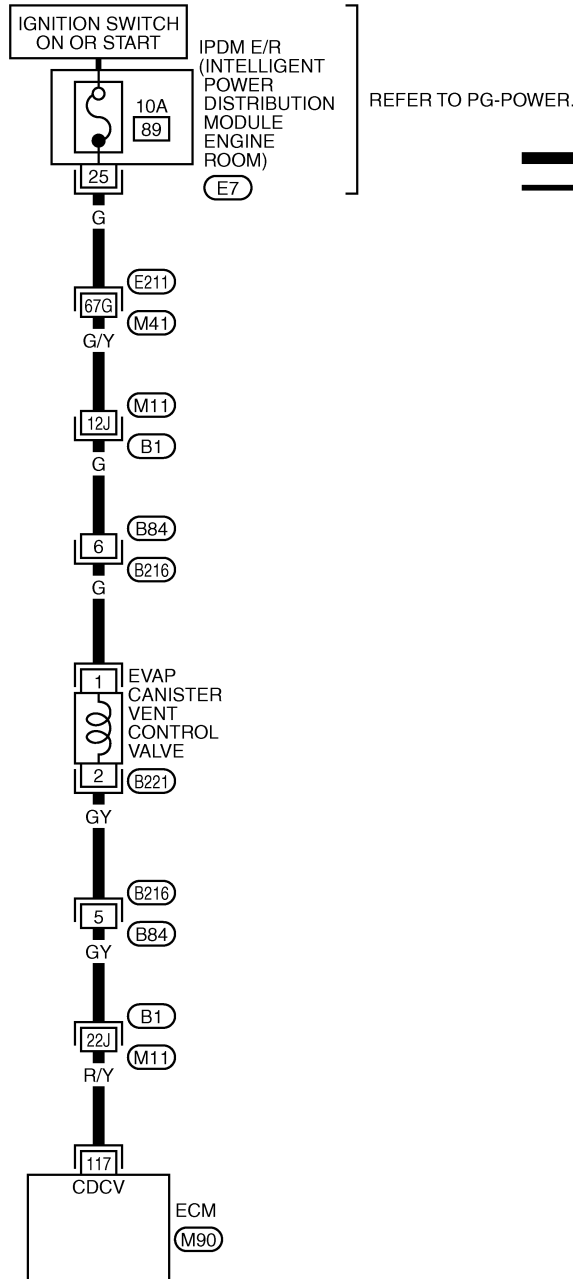 IGNITION SWITCH
ON OR START
IPDM E/R
(INTELLIGENT
POWER
DISTRIBUTION
MODULE
ENGINE
ROOM)
10A
89
REFER TO PG-POWER.
25
E7
G
E211
67G
M41
G/Y
M11
12J
B1
G
B84
6
B216
G
1
EVAP
CANISTER
VENT
CONTROL
VALVE
2
B221
GY
B216
5
B84
GY
B1
22J
M11
R/Y
117
CDCV
ECM
M90